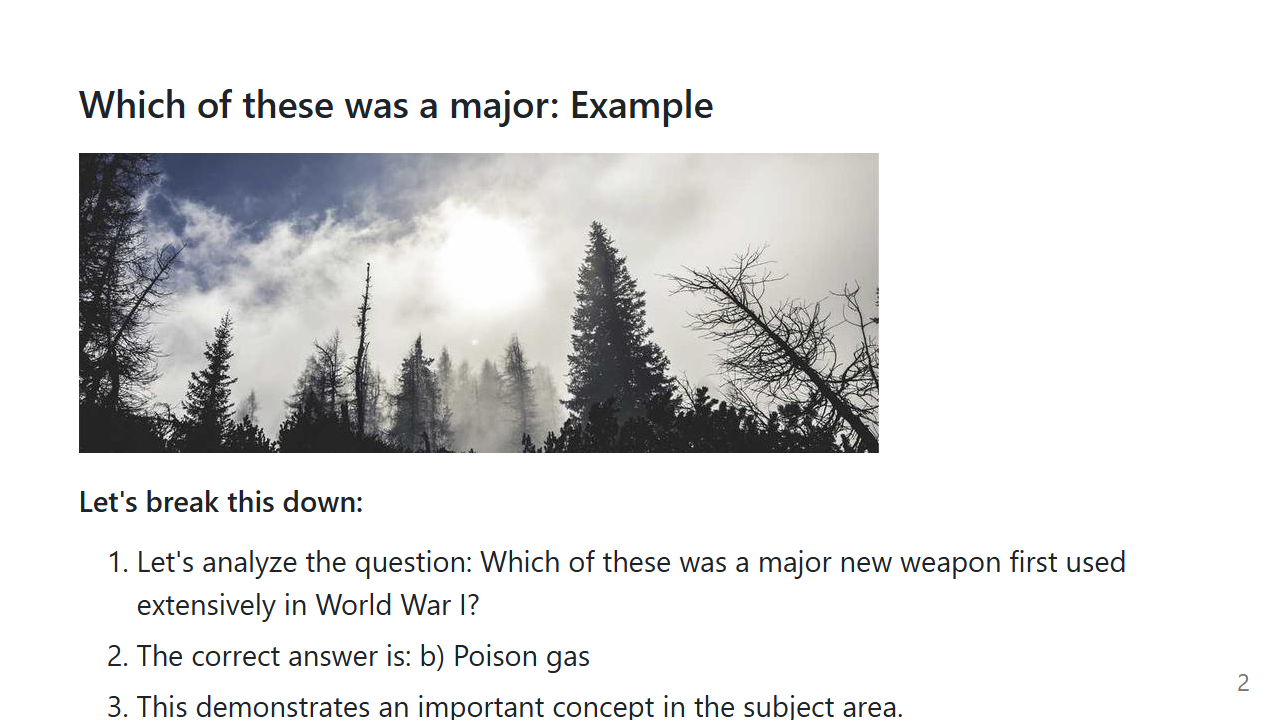 Which of these was a major: Example
Let's break this down:
1. Let's analyze the question: Which of these was a major new weapon first used
extensively in World War I?
2. The correct answer is: b) Poison gas
3. This demonstrates an important concept in the subject area.
2